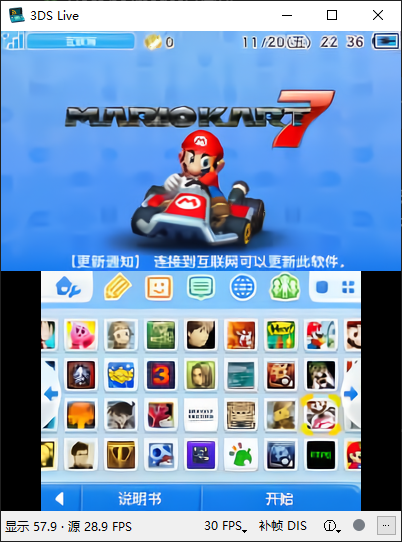 3DS Live
互联网 0 11/20(五) 22 36
MARIOKART 7
【更新通知】 连接到互联网可以更新此软件。
HEY!
3
FTPD
说明书 开始
显示 57.9 · 源 28.9 FPS 30 FPS 补帧 DIS